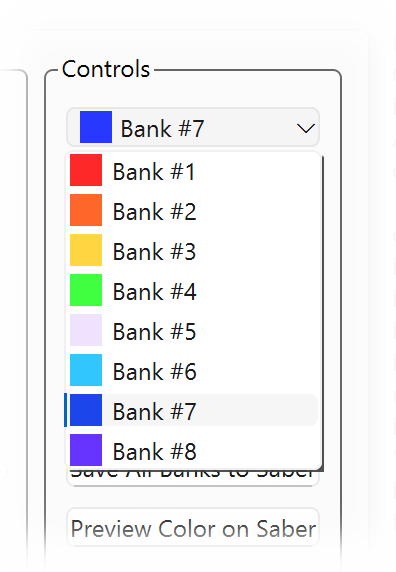 Controls
Bank #7
Bank #1
Bank #2
Bank #3
Bank #4
Bank #5
Bank #6
Bank #7
Bank #8
Save All Banks to Saber
Preview Color on Saber